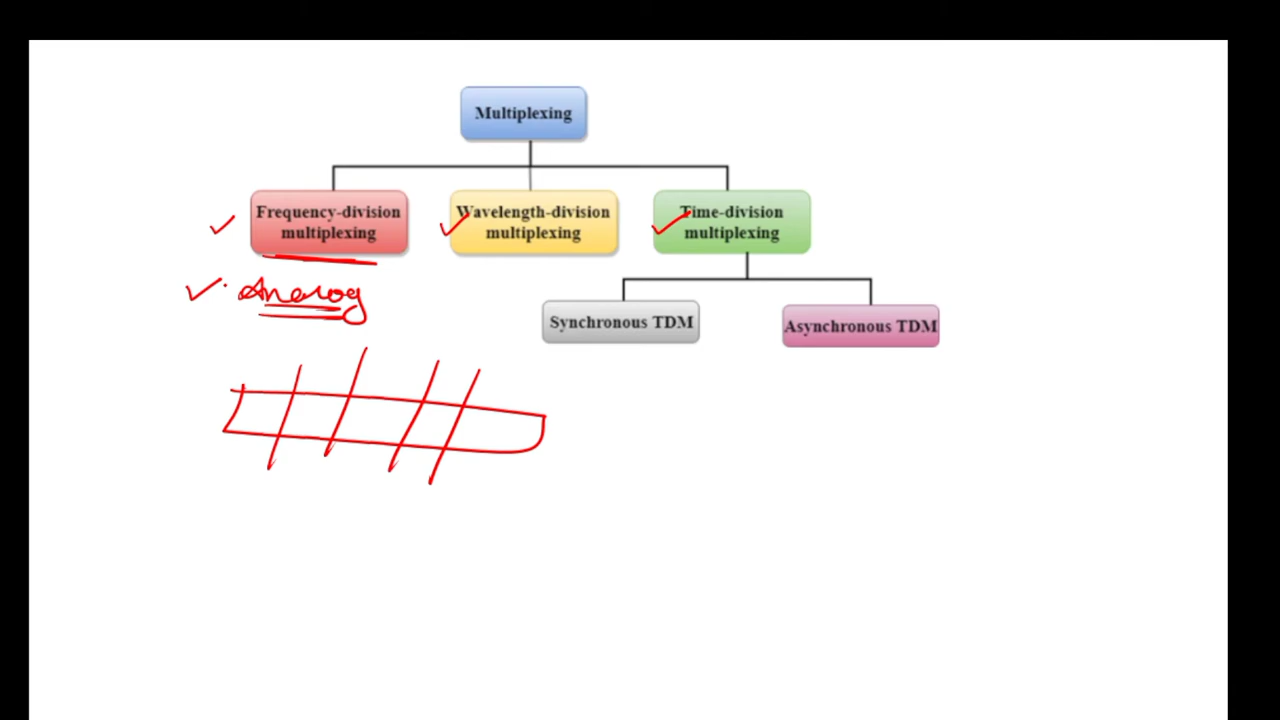 Multiplexing
Frequency-division
multiplexing
Wavelength-division
multiplexing
Time-division
multiplexing
Analog
Synchronous TDM
Asynchronous TDM